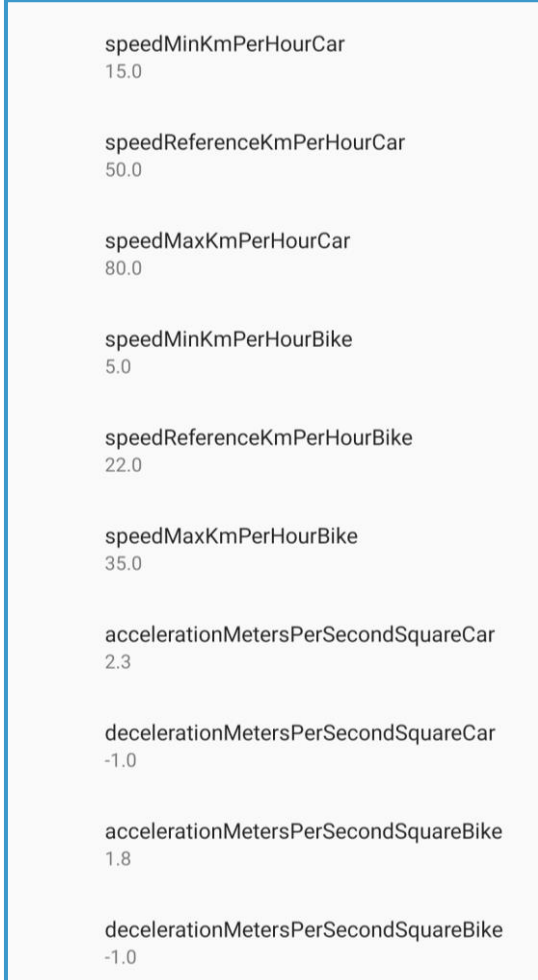 speedMinKmPerHourCar
15.0
speedReferenceKmPerHourCar
50.0
speedMaxKmPerHourCar
80.0
speedMinKmPerHourBike
5.0
speedReferenceKmPerHourBike
22.0
speedMaxKmPerHourBike
35.0
accelerationMetersPerSecondSquareCar
2.3
decelerationMetersPerSecondSquareCar
-1.0
accelerationMetersPerSecondSquareBike
1.8
decelerationMetersPerSecondSquareBike
-1.0